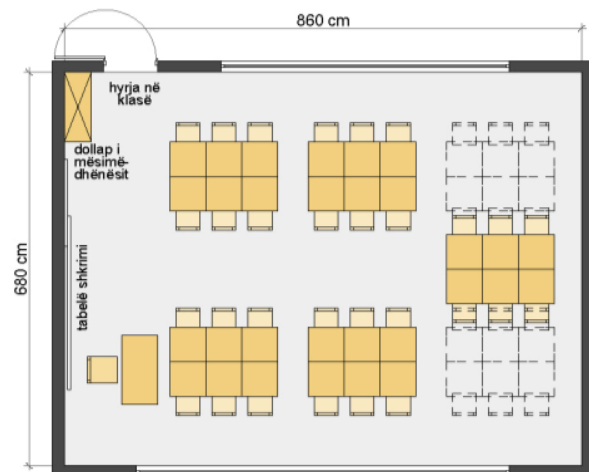 860 cm
hyrja në
klasë
dollap i
mësimë-
dhënësit
680 cm
tabelë shkrimi